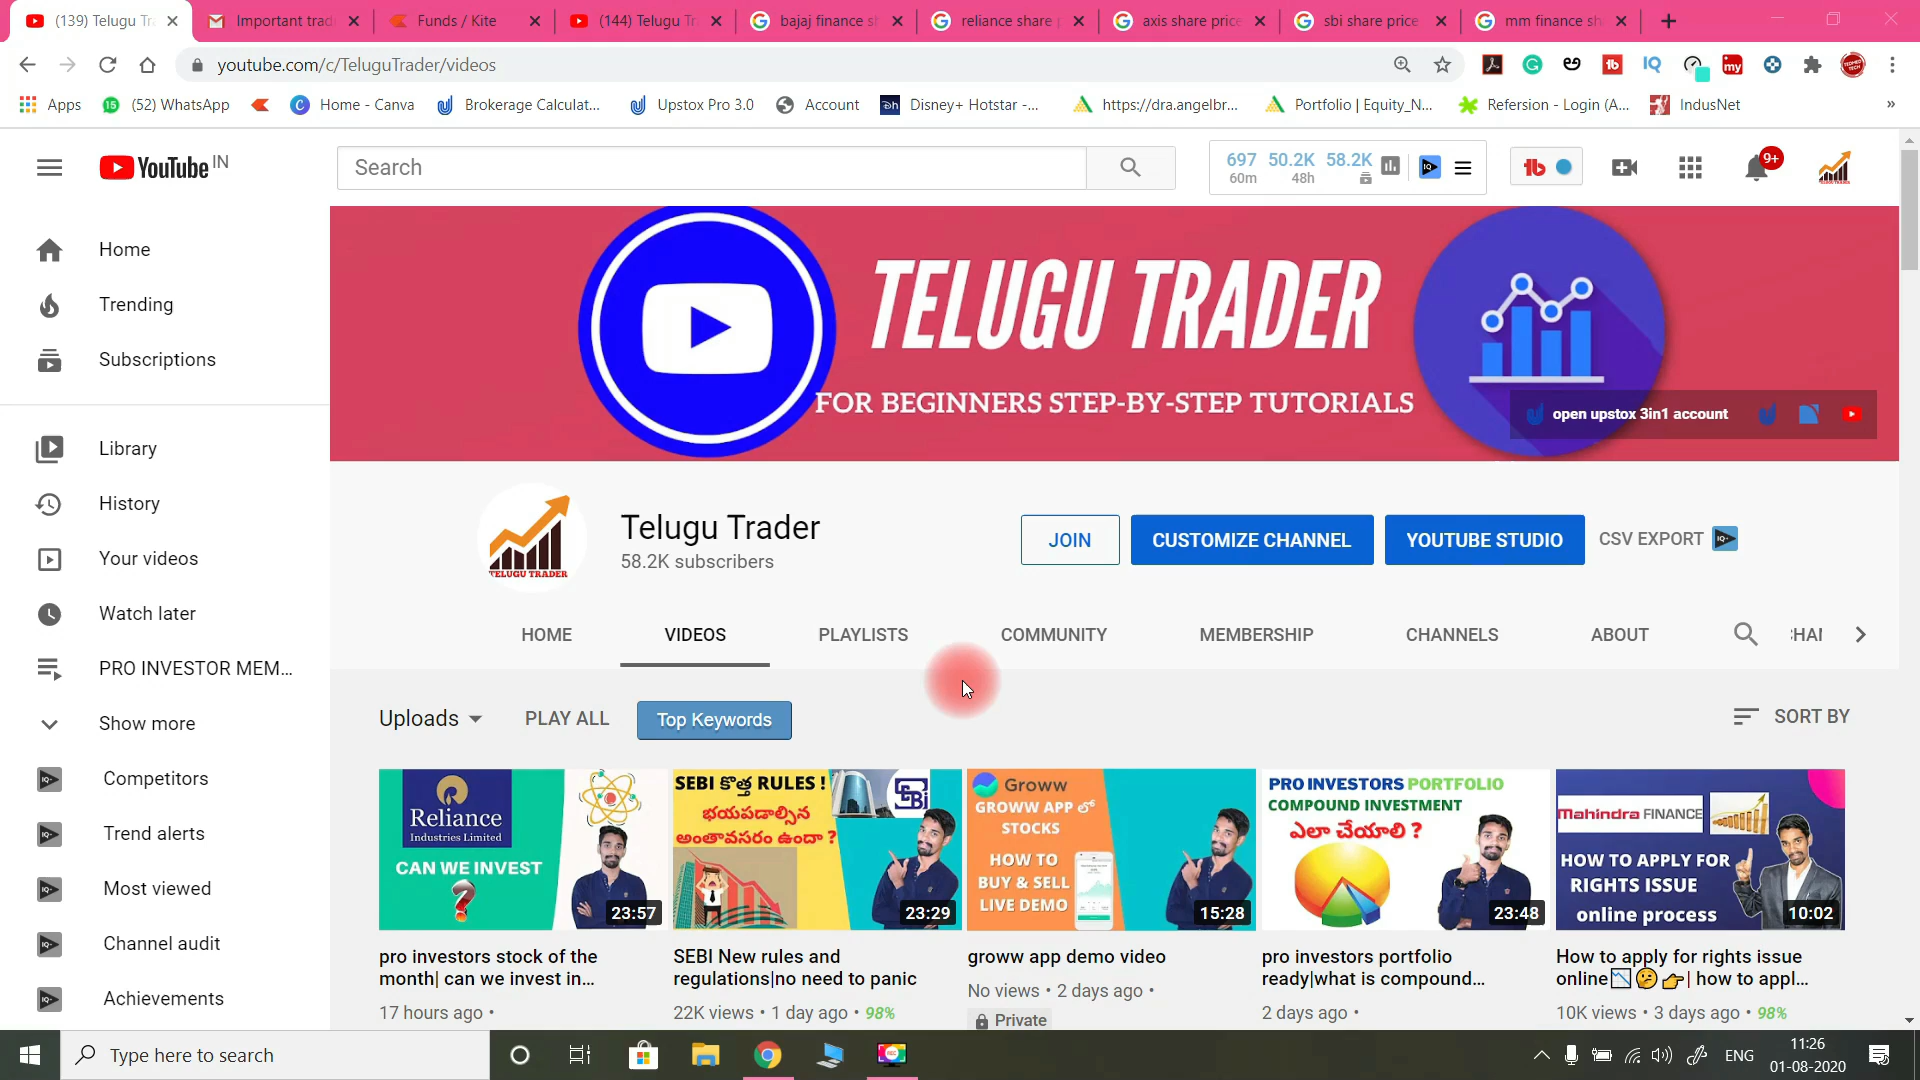 (139) Telugu Tr
Important trad
Funds / Kite
(144) Telugu Tr
bajaj finance s
reliance share
axis share price
sbi share price
mm finance sh
youtube.com/c/TeluguTrader/videos
Apps
(52) WhatsApp
Home - Canva
Brokerage Calculat...
Upstox Pro 3.0
Account
Disney+ Hotstar -...
https://dra.angelbr...
Portfolio | Equity_N...
Refersion - Login (A...
IndusNet
»
YouTube IN
Search
697 50.2K 58.2K
60m 48h
9+
Home
Trending
Subscriptions
Library
History
Your videos
Watch later
PRO INVESTOR MEM...
Show more
Competitors
Trend alerts
Most viewed
Channel audit
Achievements
TELUGU TRADER
FOR BEGINNERS STEP-BY-STEP TUTORIALS
open upstox 3in1 account
TELUGU TRADER
Telugu Trader
58.2K subscribers
JOIN
CUSTOMIZE CHANNEL
YOUTUBE STUDIO
CSV EXPORT
HOME
VIDEOS
PLAYLISTS
COMMUNITY
MEMBERSHIP
CHANNELS
ABOUT
Uploads
PLAY ALL
Top Keywords
SORT BY
Reliance
Industries Limited
CAN WE INVEST
?
23:57
SEBI కొత్త RULES !
భయపడాల్సిన
అంతావసరం ఉందా ?
SEBI
23:29
Groww
GROWW APP లో
STOCKS
HOW TO
BUY & SELL
LIVE DEMO
15:28
PRO INVESTORS PORTFOLIO
COMPOUND INVESTMENT
ఎలా చేయాలి ?
23:48
Mahindra FINANCE
HOW TO APPLY FOR
RIGHTS ISSUE
online process
10:02
pro investors stock of the
month| can we invest in...
17 hours ago •
SEBI New rules and
regulations|no need to panic
22K views • 1 day ago • 98%
groww app demo video
No views • 2 days ago •
Private
pro investors portfolio
ready|what is compound...
2 days ago •
How to apply for rights issue
online📉🤔👉| how to appl...
10K views • 3 days ago • 98%
Type here to search
ENG
11:26
01-08-2020